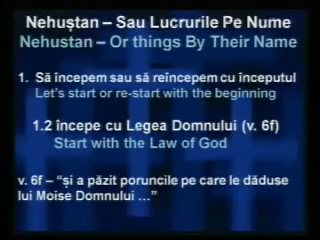 Nehuștan – Sau Lucrurile Pe Nume
Nehustan – Or things By Their Name
1. Să începem sau să reîncepem cu începutul
Let's start or re-start with the beginning
1.2 începe cu Legea Domnului (v. 6f)
Start with the Law of God
v. 6f – “și a păzit poruncile pe care le dăduse
lui Moise Domnului …”